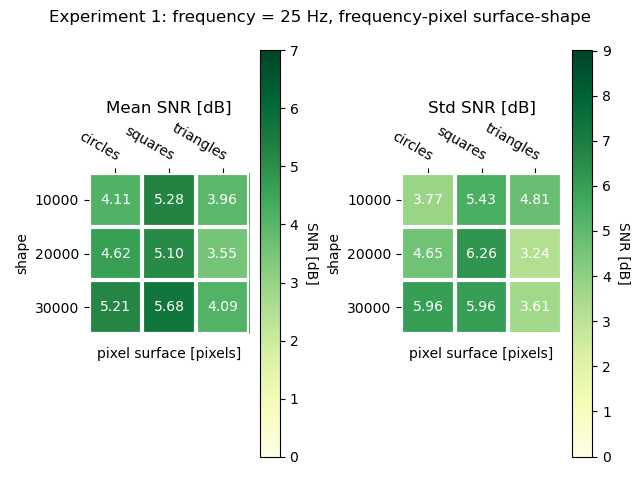 Experiment 1: frequency = 25 Hz, frequency-pixel surface-shape
Mean SNR [dB]
circles squares triangles
10000 4.11 5.28 3.96
20000 4.62 5.10 3.55
30000 5.21 5.68 4.09
shape
pixel surface [pixels]
7
6
5
4
3
2
1
0
SNR [dB]
Std SNR [dB]
circles squares triangles
10000 3.77 5.43 4.81
20000 4.65 6.26 3.24
30000 5.96 5.96 3.61
shape
pixel surface [pixels]
9
8
7
6
5
4
3
2
1
0
SNR [dB]